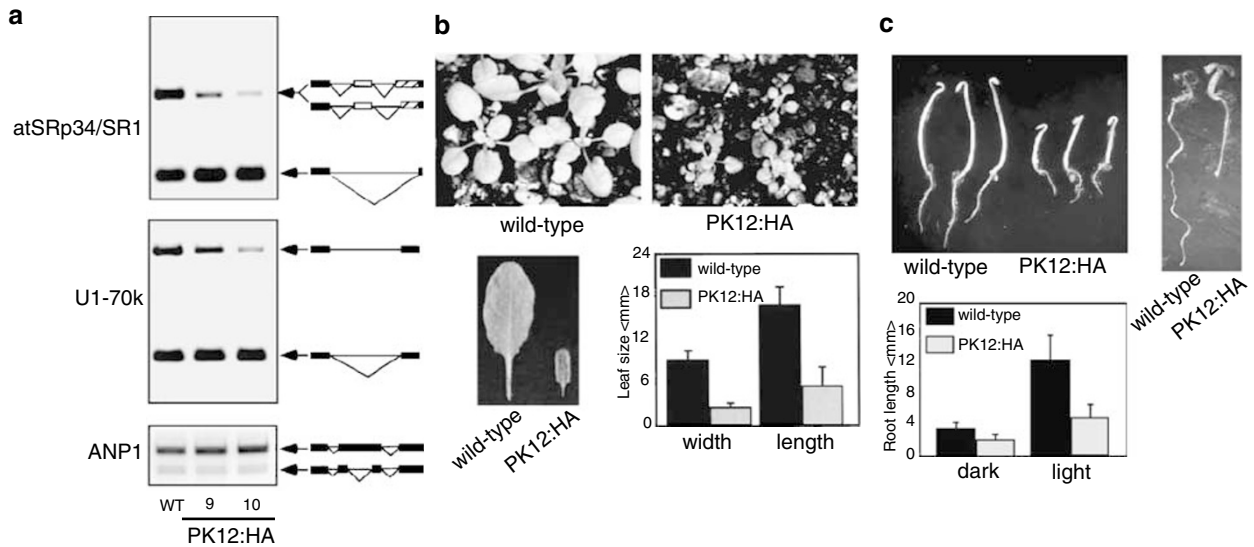 a
atSRp34/SR1
U1-70k
ANP1
WT
9
10
PK12:HA
b
wild-type
PK12:HA
wild-type
PK12:HA
Leaf size <mm>
24
18
12
6
0
wild-type
PK12:HA
width
length
c
wild-type
PK12:HA
wild-type
PK12:HA
Root length <mm>
20
16
12
8
4
0
wild-type
PK12:HA
dark
light